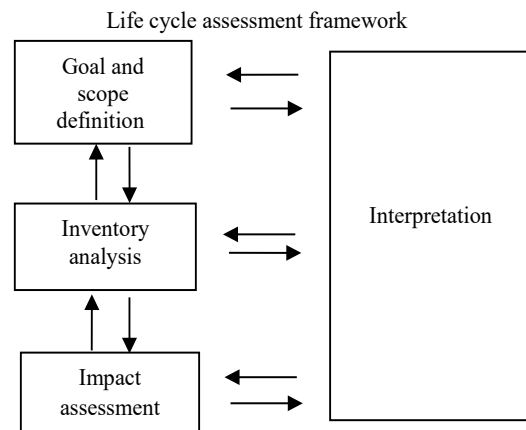 Life cycle assessment framework
Goal and
scope
definition
Inventory
analysis
Impact
assessment
Interpretation